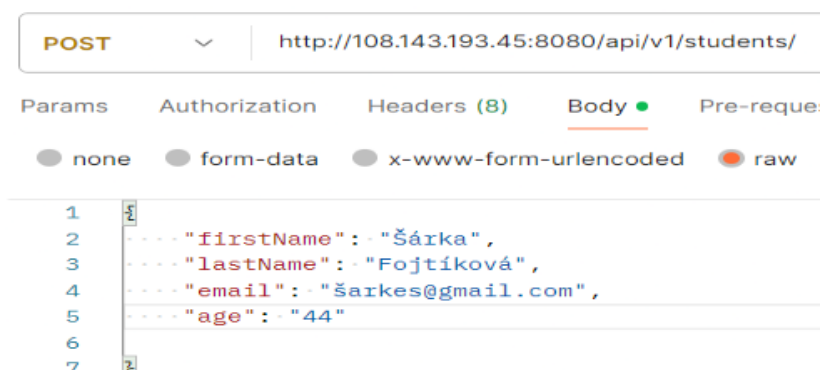 POST http://108.143.193.45:8080/api/v1/students/
Params Authorization Headers (8) Body Pre-reque
none form-data x-www-form-urlencoded raw
1 {
2 "firstName": "Šárka",
3 "lastName": "Fojtíková",
4 "email": "šarkes@gmail.com",
5 "age": "44"
6
7 }